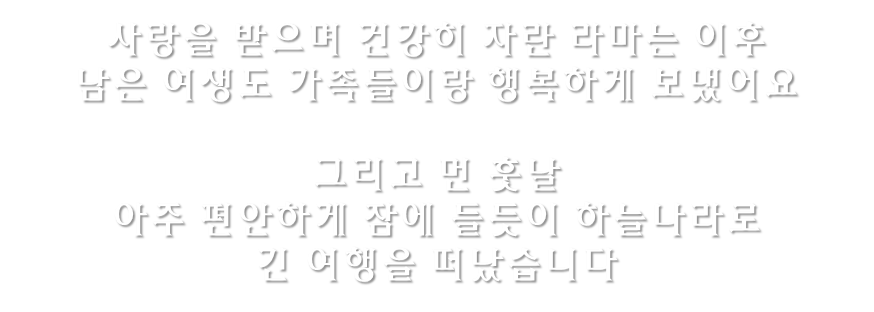 사랑을 받으며 건강히 자란 라마는 이후
남은 여생도 가족들이랑 행복하게 보냈어요
그리고 먼 훗날
아주 편안하게 잠에 들듯이 하늘나라로
긴 여행을 떠났습니다